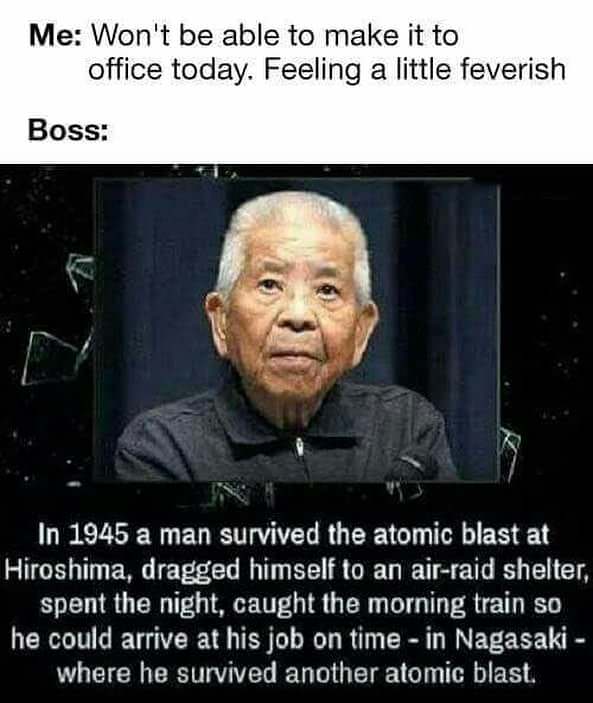 Me: Won't be able to make it to
office today. Feeling a little feverish
Boss:
In 1945 a man survived the atomic blast at
Hiroshima, dragged himself to an air-raid shelter,
spent the night, caught the morning train so
he could arrive at his job on time - in Nagasaki -
where he survived another atomic blast.